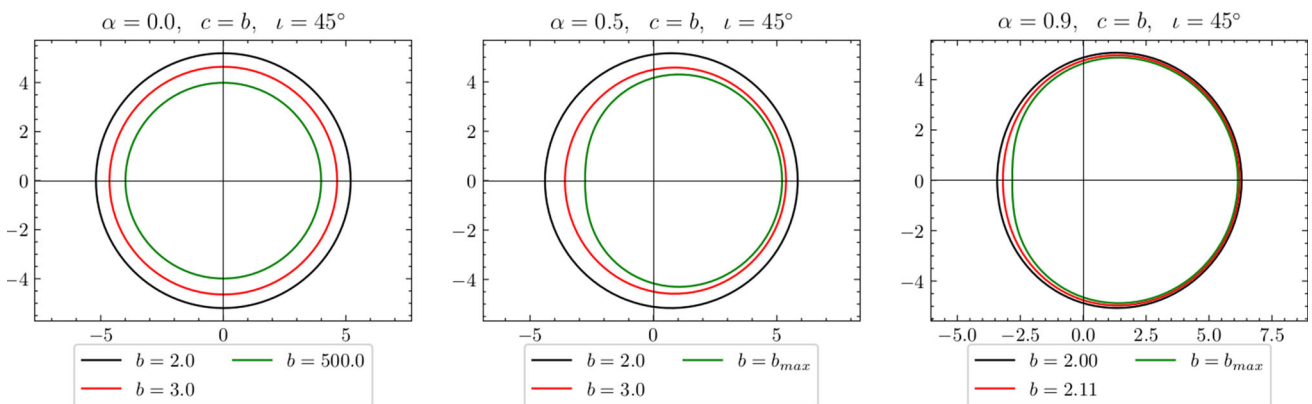 α = 0.0, c = b, ι = 45°
4
2
0
−2
−4
−5 0 5
b = 2.0 b = 500.0
b = 3.0
α = 0.5, c = b, ι = 45°
4
2
0
−2
−4
−5 0 5
b = 2.0 b = b_max
b = 3.0
α = 0.9, c = b, ι = 45°
4
2
0
−2
−4
−5.0 −2.5 0.0 2.5 5.0 7.5
b = 2.00 b = b_max
b = 2.11